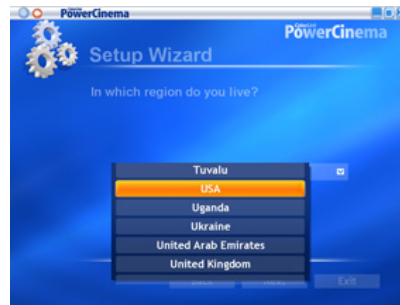 PowerCinema
CyberLink
PowerCinema
Setup Wizard
In which region do you live?
Tuvalu
USA
Uganda
Ukraine
United Arab Emirates
United Kingdom
Exit